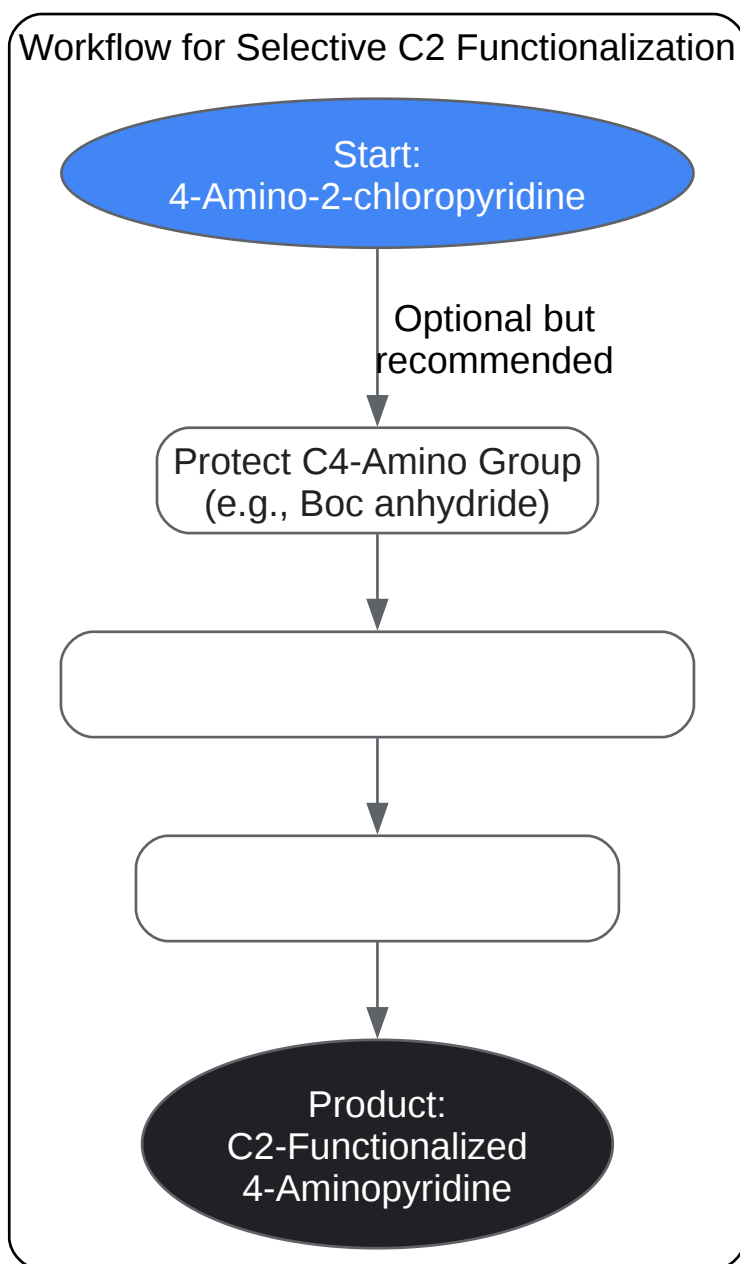 Workflow for Selective C2 Functionalization
Start:
4-Amino-2-chloropyridine
Optional but
recommended
Protect C4-Amino Group
(e.g., Boc anhydride)
Product:
C2-Functionalized
4-Aminopyridine